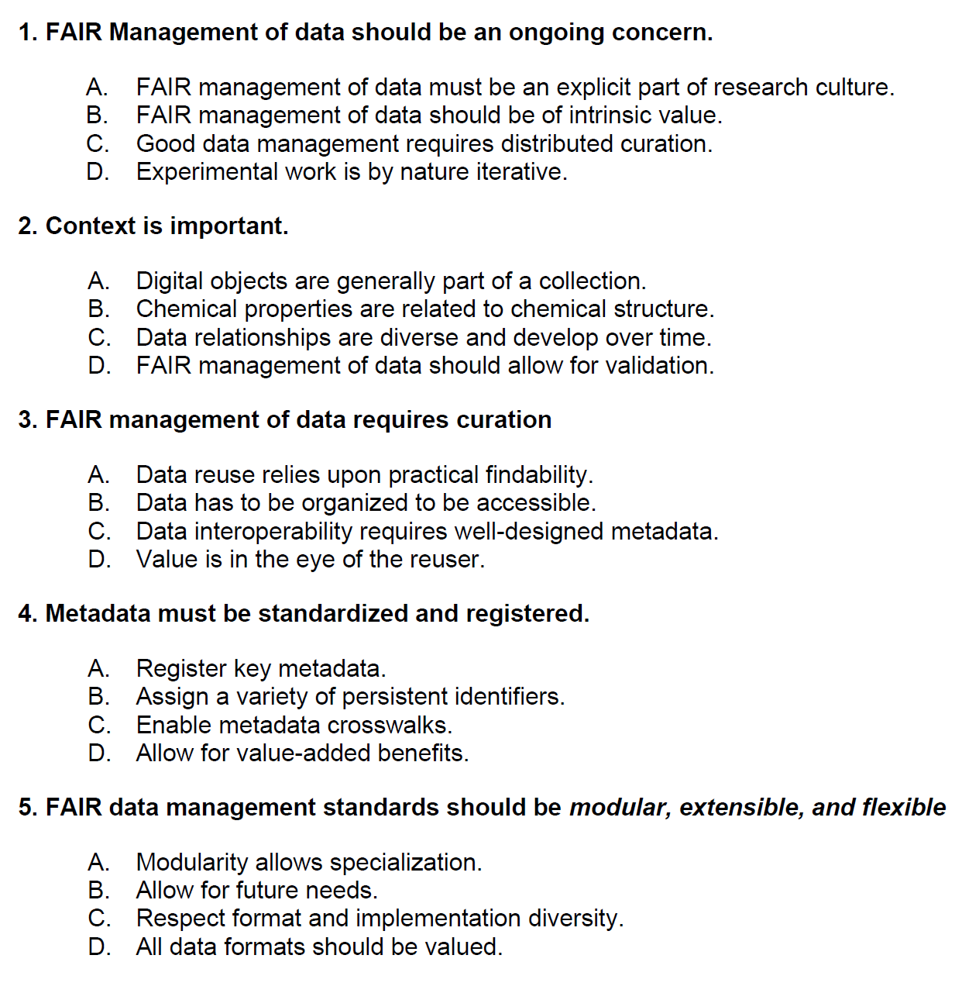 1. FAIR Management of data should be an ongoing concern.
A. FAIR management of data must be an explicit part of research culture.
B. FAIR management of data should be of intrinsic value.
C. Good data management requires distributed curation.
D. Experimental work is by nature iterative.
2. Context is important.
A. Digital objects are generally part of a collection.
B. Chemical properties are related to chemical structure.
C. Data relationships are diverse and develop over time.
D. FAIR management of data should allow for validation.
3. FAIR management of data requires curation
A. Data reuse relies upon practical findability.
B. Data has to be organized to be accessible.
C. Data interoperability requires well-designed metadata.
D. Value is in the eye of the reuser.
4. Metadata must be standardized and registered.
A. Register key metadata.
B. Assign a variety of persistent identifiers.
C. Enable metadata crosswalks.
D. Allow for value-added benefits.
5. FAIR data management standards should be modular, extensible, and flexible
A. Modularity allows specialization.
B. Allow for future needs.
C. Respect format and implementation diversity.
D. All data formats should be valued.